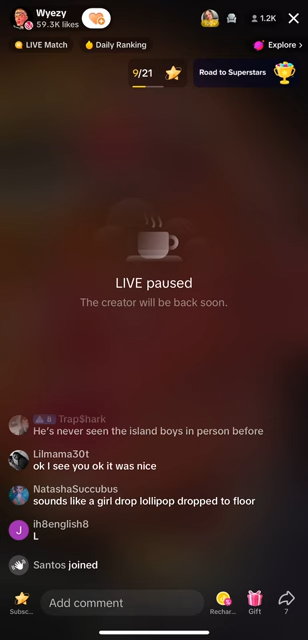 Wyezy
59.3K likes
1.2K
LIVE Match
Daily Ranking
Explore >
9/21
Road to Superstars
LIVE paused
The creator will be back soon.
8 Trap$hark
He's never seen the island boys in person before
Lilmama30t
ok I see you ok it was nice
NatashaSuccubus
sounds like a girl drop lollipop dropped to floor
J
ih8english8
L
Santos joined
Subsc...
Add comment
Rechar...
Gift
7